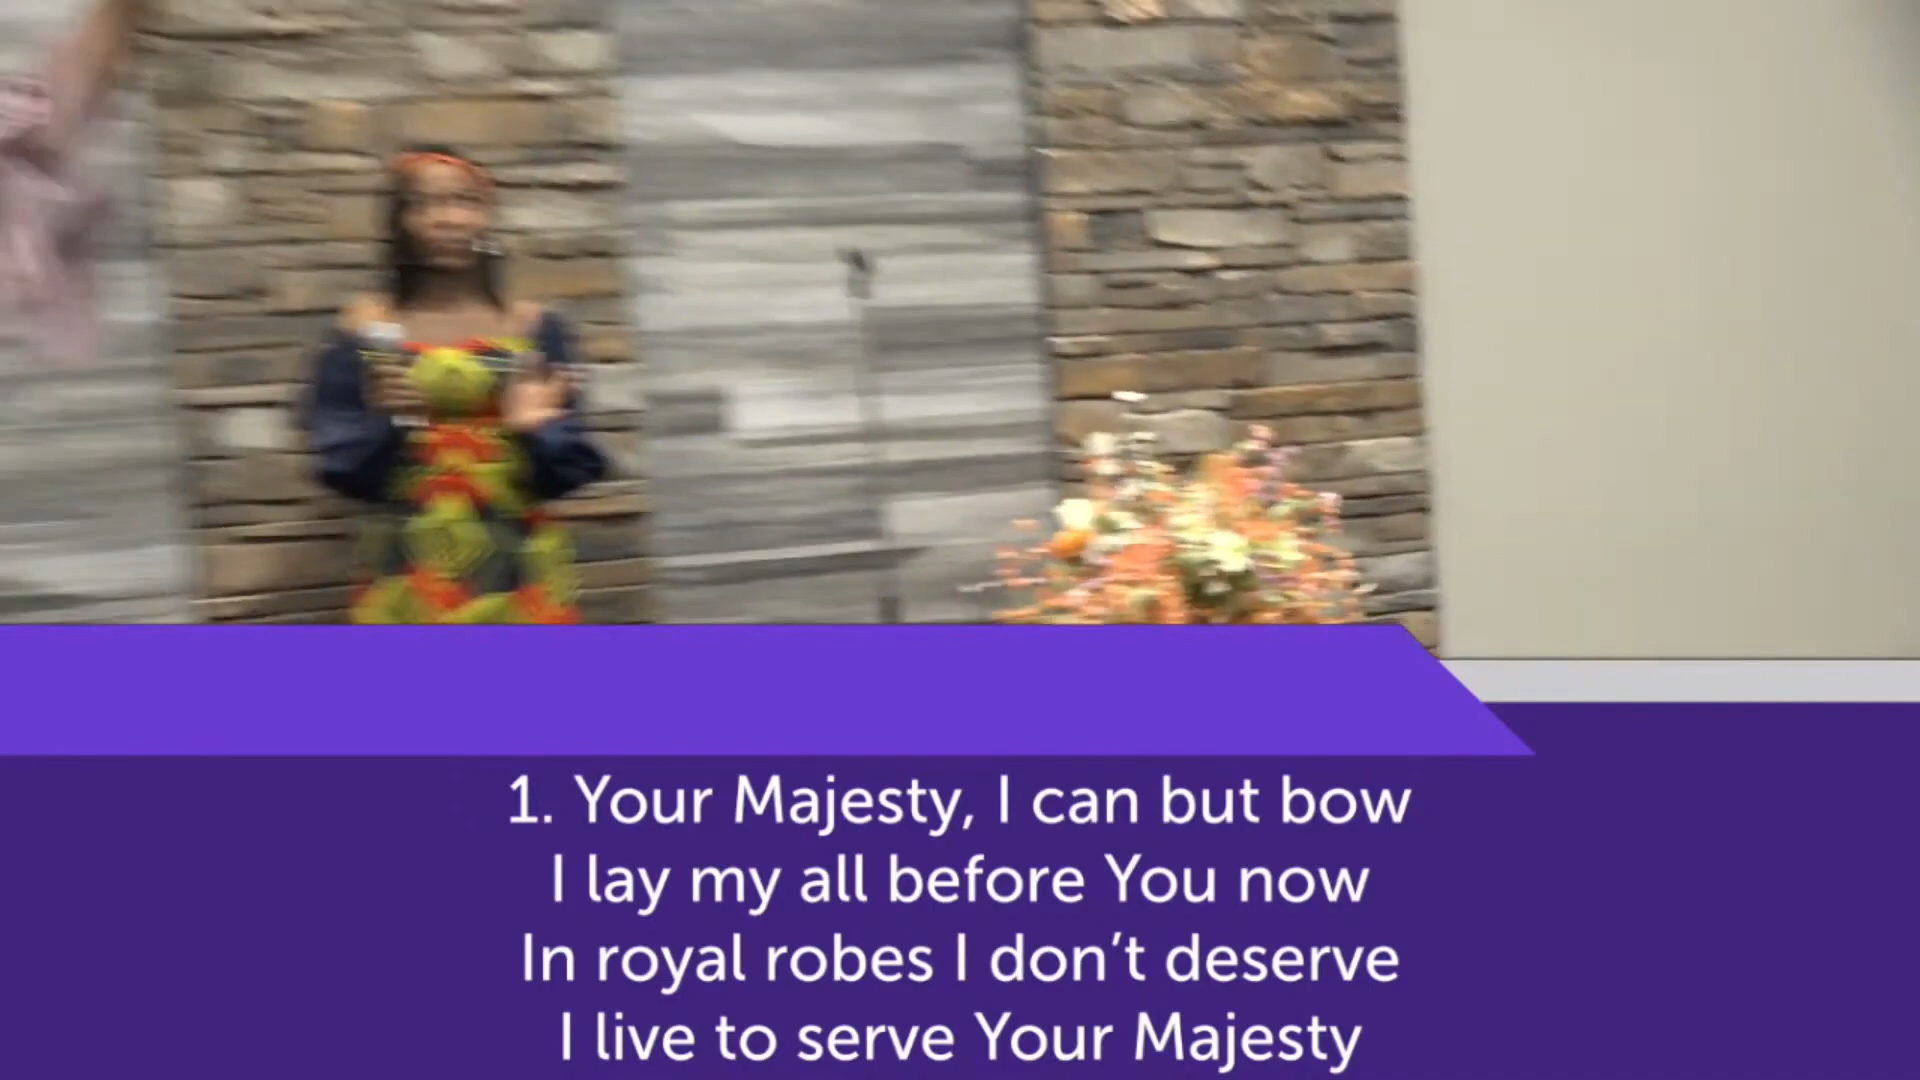 1. Your Majesty, I can but bow
I lay my all before You now
In royal robes I don’t deserve
I live to serve Your Majesty